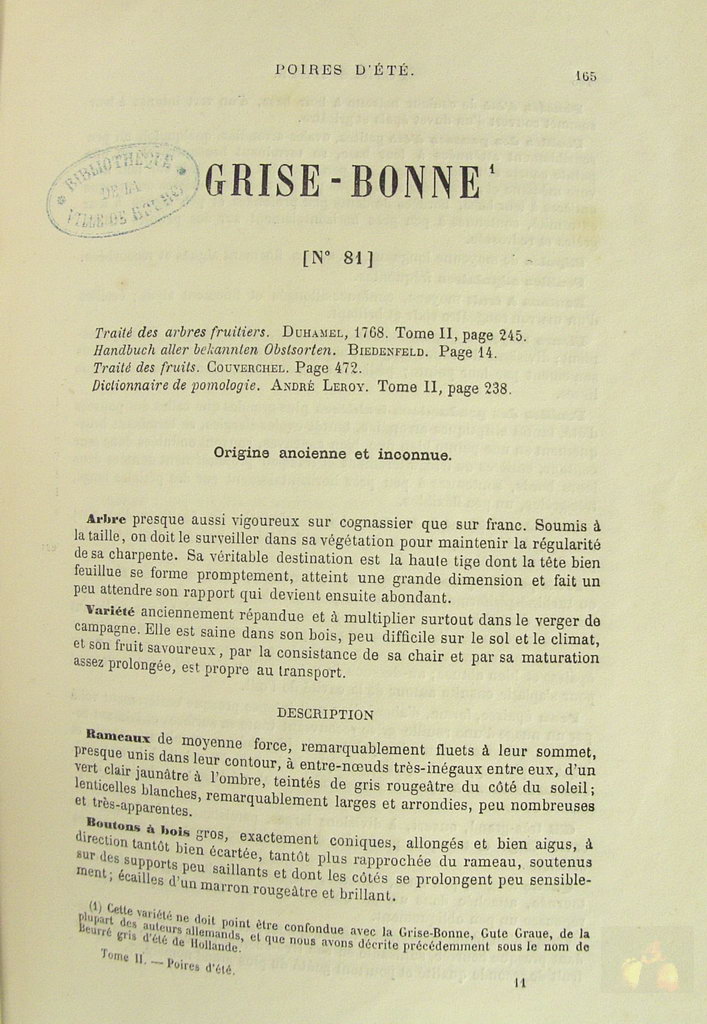 POIRES D'ÉTÉ.
165
BIBLIOTHÈQUE
DE LA
VILLE DE BOURG
GRISE-BONNE¹
[N° 81]
Traité des arbres fruitiers. DUHAMEL, 1768. Tome II, page 245.
Handbuch aller bekannten Obstsorten. BIEDENFELD. Page 14.
Traité des fruits. COUVERCHEL. Page 472.
Dictionnaire de pomologie. ANDRÉ LEROY. Tome II, page 238.
Origine ancienne et inconnue.
Arbre presque aussi vigoureux sur cognassier que sur franc. Soumis à
la taille, on doit le surveiller dans sa végétation pour maintenir la régularité
de sa charpente. Sa véritable destination est la haute tige dont la tête bien
feuillue se forme promptement, atteint une grande dimension et fait un
peu attendre son rapport qui devient ensuite abondant.
Variété anciennement répandue et à multiplier surtout dans le verger de
campagne. Elle est saine dans son bois, peu difficile sur le sol et le climat,
et son fruit savoureux, par la consistance de sa chair et par sa maturation
assez prolongée, est propre au transport.
DESCRIPTION
Rameaux de moyenne force, remarquablement fluets à leur sommet,
presque unis dans leur contour, à entre-nœuds très-inégaux entre eux, d'un
vert clair jaunâtre à l'ombre, teintés de gris rougeâtre du côté du soleil;
lenticelles blanches, remarquablement larges et arrondies, peu nombreuses
et très-apparentes.
Boutons à bois gros, exactement coniques, allongés et bien aigus, à
direction tantôt bien écartée, tantôt plus rapprochée du rameau, soutenus
sur des supports peu saillants et dont les côtés se prolongent peu sensible-
ment; écailles d'un marron rougeâtre et brillant.
(1) Cette variété ne doit point être confondue avec la Grise-Bonne, Gute Graue, de la
plupart des auteurs allemands, et que nous avons décrite précédemment sous le nom de
Beurré gris d'été de Hollande.
Tome II. — Poires d'été.
11